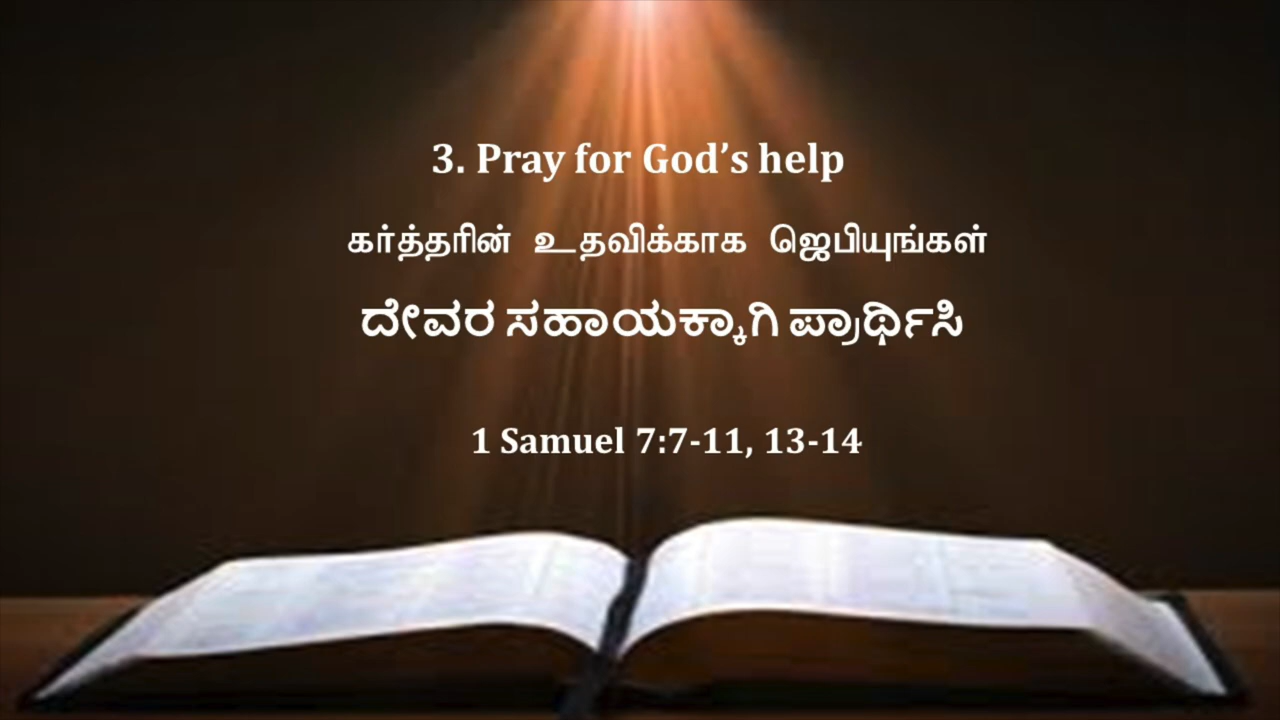 3. Pray for God’s help
கர்த்தரின் உதவிக்காக ஜெபியுங்கள்
ದೇವರ ಸಹಾಯಕ್ಕಾಗಿ ಪ್ರಾರ್ಥಿಸಿ
1 Samuel 7:7-11, 13-14